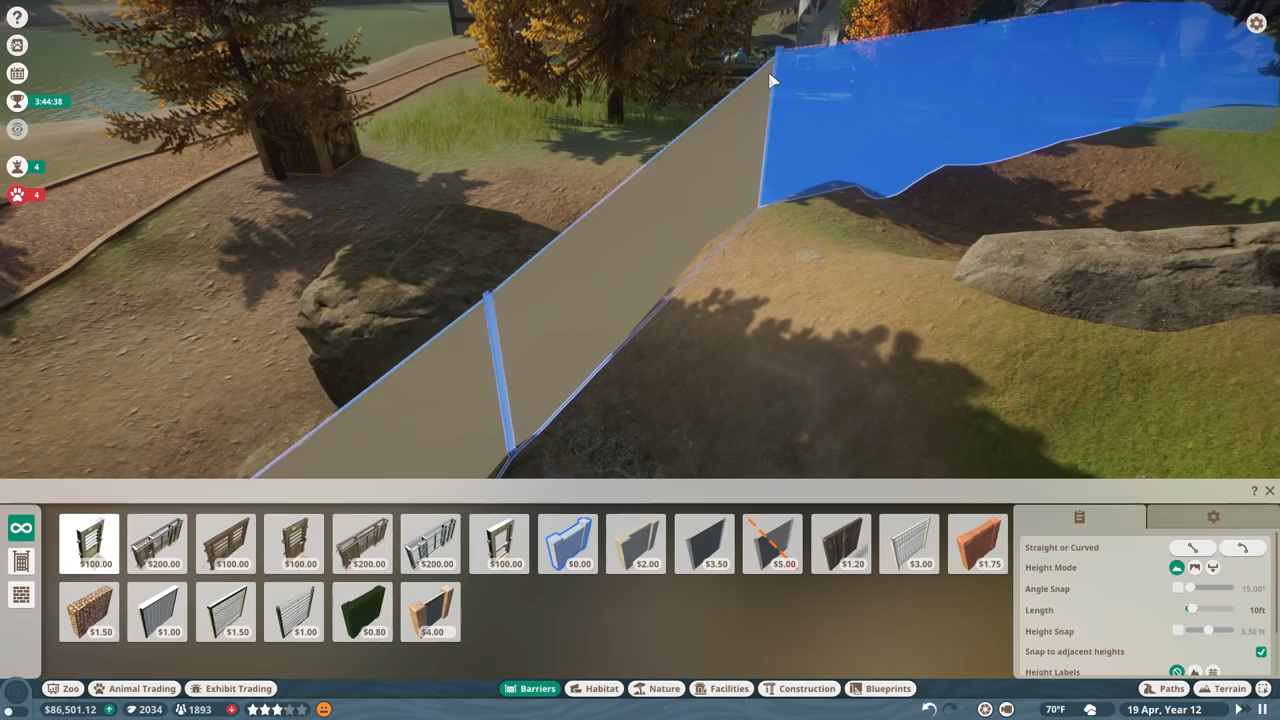 ?
3:44:38
4
4
? ×
$100.00 $200.00 $100.00 $100.00 $200.00 $200.00 $100.00 $0.00 $2.00 $3.50 $5.00 $1.20 $3.00 $1.75
$1.50 $1.00 $1.50 $1.00 $0.80 $4.00
Straight or Curved
Height Mode
Angle Snap 15.00°
Length 10ft
Height Snap 3.30 ft
Snap to adjacent heights
Height Labels
Zoo Animal Trading Exhibit Trading Barriers Habitat Nature Facilities Construction Blueprints Paths Terrain
$86,501.12 2034 1893 70°F 19 Apr, Year 12